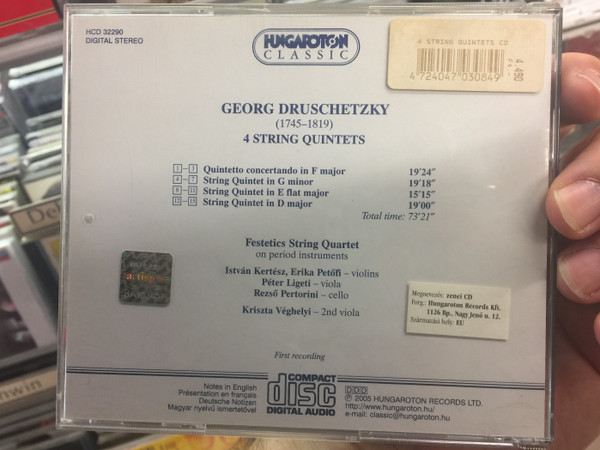 HCD 32290
DIGITAL STEREO
HUNGAROTON
CLASSIC
4 STRING QUINTETS CD
4 724047 030849
4 490
GEORG DRUSCHETZKY
(1745–1819)
4 STRING QUINTETS
1–3 Quintetto concertando in F major 19'24"
4–7 String Quintet in G minor 19'18"
8–11 String Quintet in E flat major 15'15"
12–15 String Quintet in D major 19'00"
Total time: 73'21"
Festetics String Quartet
on period instruments
István Kertész, Erika Petőfi – violins
Péter Ligeti – viola
Rezső Pertorini – cello
Kriszta Véghelyi – 2nd viola
artisjus
Megnevezés: zenei CD
Forg.: Hungaroton Records Kft.
1126 Bp., Nagy Jenő u. 12.
Származási hely: EU
First recording
Notes in English
Présentation en français
Deutsche Notizen
Magyar nyelvű ismertetővel
COMPACT
disc
DIGITAL AUDIO
DDD
℗ 2005 HUNGAROTON RECORDS LTD.
http://www.hungaroton.hu/
e-mail: classic@hungaroton.hu
nwin